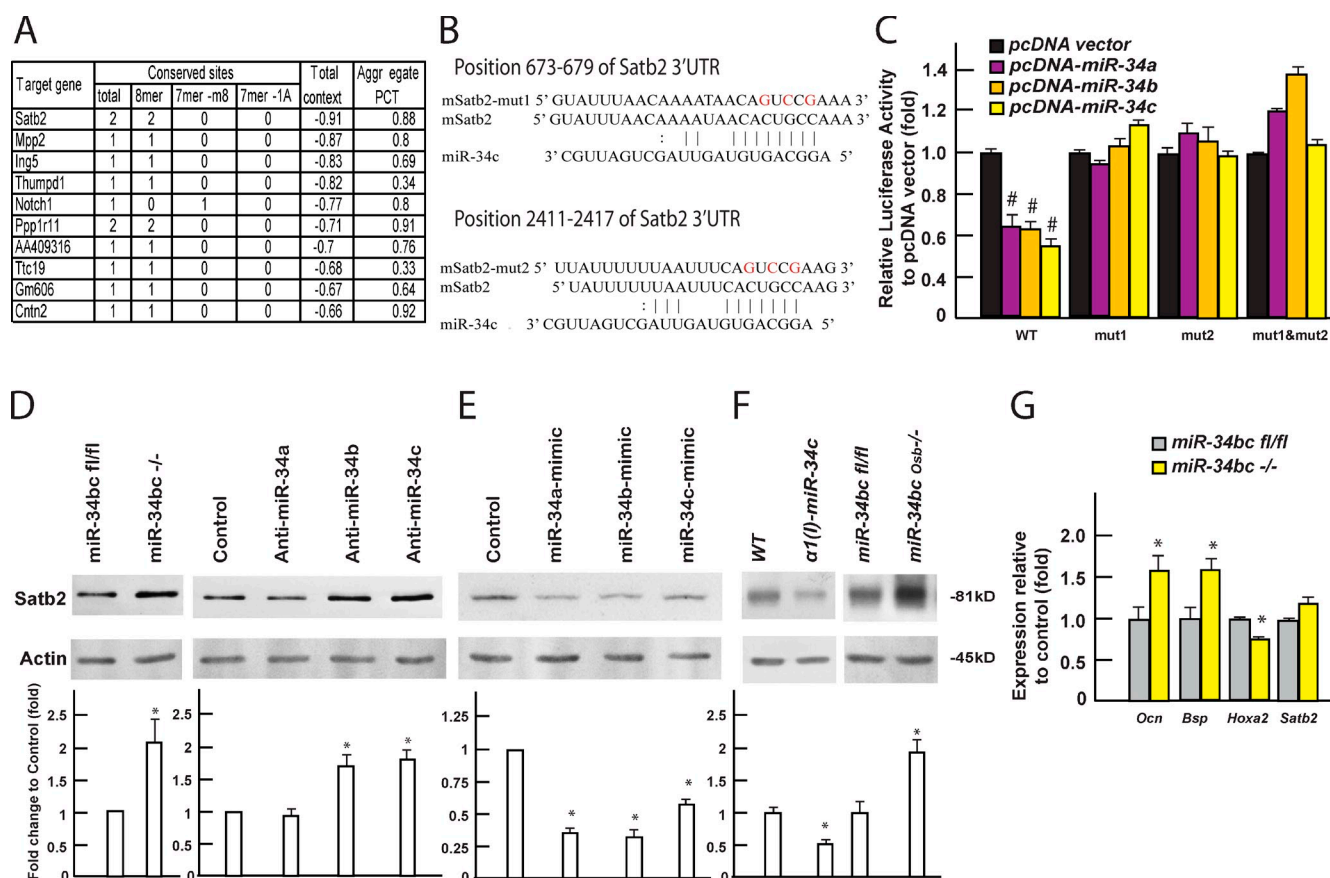 A
Target gene Conserved sites Total context Aggr egate PCT
total 8mer 7mer -m8 7mer -1A
Satb2 2 2 0 0 -0.91 0.88
Mpp2 1 1 0 0 -0.87 0.8
Ing5 1 1 0 0 -0.83 0.69
Thumpd1 1 1 0 0 -0.82 0.34
Notch1 1 0 1 0 -0.77 0.8
Ppp1r11 2 2 0 0 -0.71 0.91
AA409316 1 1 0 0 -0.7 0.76
Ttc19 1 1 0 0 -0.68 0.33
Gm606 1 1 0 0 -0.67 0.64
Cntn2 1 1 0 0 -0.66 0.92
B
Position 673-679 of Satb2 3'UTR
mSatb2-mut1 5' GUAUUUAACAAAAUAACAGUCCGAAA 3'
mSatb2 5' GUAUUUAACAAAAUAACACUGCCAAA 3'
: || ||||||||
miR-34c 3' CGUUAGUCGAUUGAUGUGACGGA 5'
Position 2411-2417 of Satb2 3'UTR
mSatb2-mut2 5' UUAUUUUUUAAUUUCAGUCCGAAG 3'
mSatb2 5' UAUUUUUUAAUUUCACUGCCAAG 3'
: ||| |||||||
miR-34c 3' CGUUAGUCGAUUGAUGUGACGGA 5'
C
pcDNA vector
pcDNA-miR-34a
pcDNA-miR-34b
pcDNA-miR-34c
Relative Luciferase Activity
to pcDNA vector (fold)
1.4
1.2
1.0
0.8
0.6
0.4
0.2
0
# # #
WT mut1 mut2 mut1&mut2
D
miR-34bc fl/fl
miR-34bc -/-
Control
Anti-miR-34a
Anti-miR-34b
Anti-miR-34c
E
Control
miR-34a-mimic
miR-34b-mimic
miR-34c-mimic
F
WT
α1(I)-miR-34c
miR-34bc fl/fl
miR-34bc Osb-/-
Satb2
-81kD
Actin
-45kD
Fold change to Control (fold)
2.5
2
1.5
1
0.5
0
*
2.5
2
1.5
1
0.5
0
* *
1.25
1
0.75
0.5
0.25
0
* * *
2.5
2
1.5
1
0.5
0
* *
G
miR-34bc fl/fl
miR-34bc -/-
Expression relative
to control (fold)
2.0
1.5
1.0
0.5
0
* * *
Ocn Bsp Hoxa2 Satb2